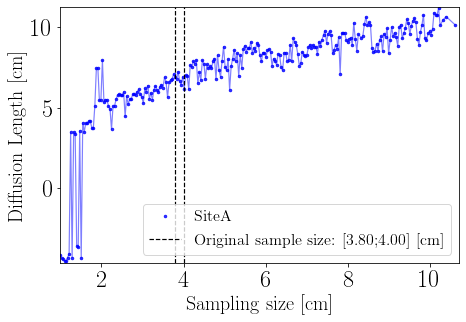 10
5
0
Diffusion Length [cm]
SiteA
Original sample size: [3.80;4.00] [cm]
2
4
6
8
10
Sampling size [cm]